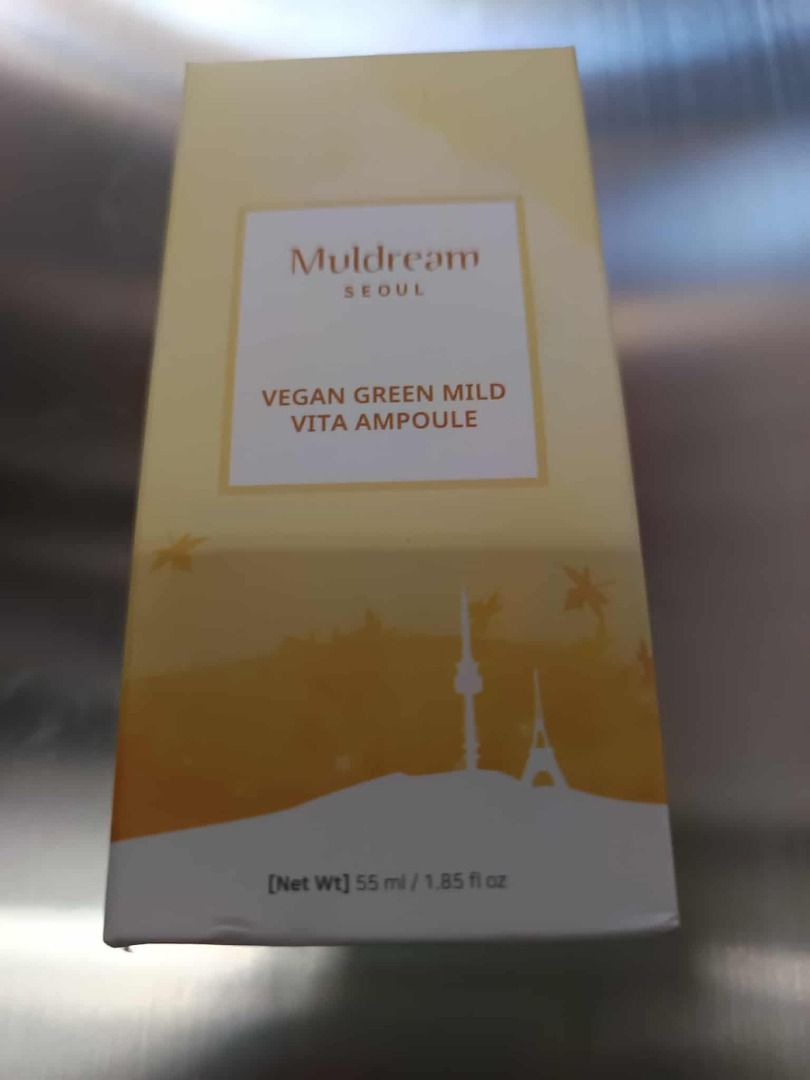 Muldream
SEOUL
VEGAN GREEN MILD
VITA AMPOULE
[Net Wt] 55 ml / 1.85 fl oz